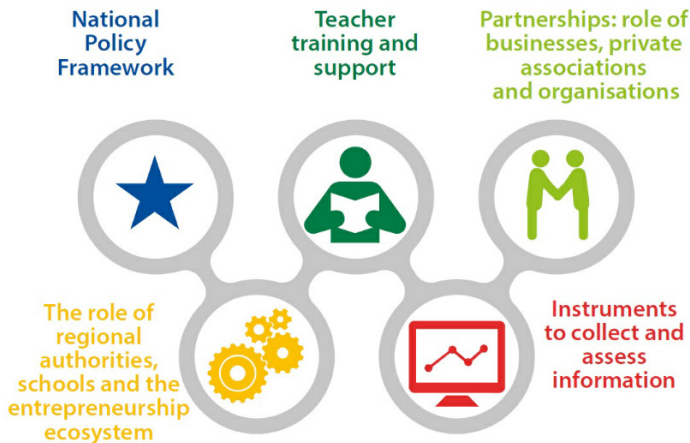 National
Policy
Framework
Teacher
training and
support
Partnerships: role of
businesses, private
associations
and organisations
The role of
regional
authorities,
schools and the
entrepreneurship
ecosystem
Instruments
to collect and
assess
information